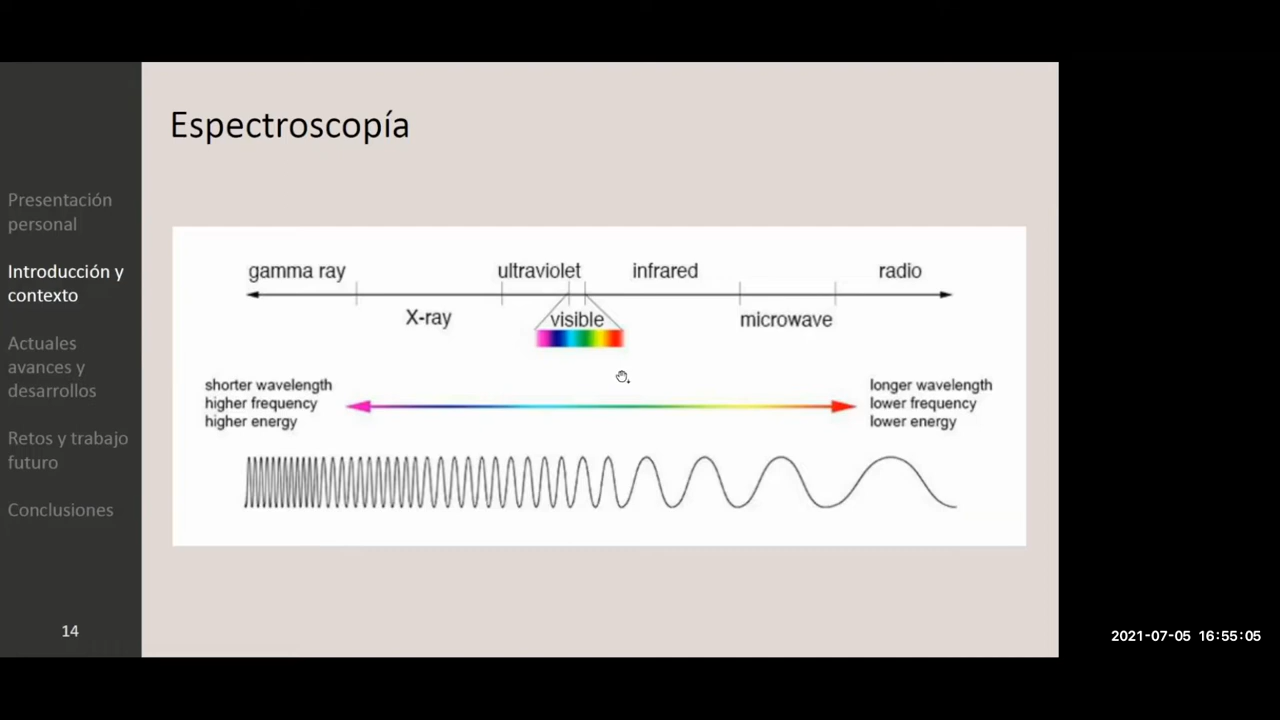 Espectroscopía
Presentación
personal
Introducción y
contexto
Actuales
avances y
desarrollos
Retos y trabajo
futuro
Conclusiones
14
gamma ray
ultraviolet
infrared
radio
X-ray
visible
microwave
shorter wavelength
higher frequency
higher energy
longer wavelength
lower frequency
lower energy
2021-07-05 16:55:05